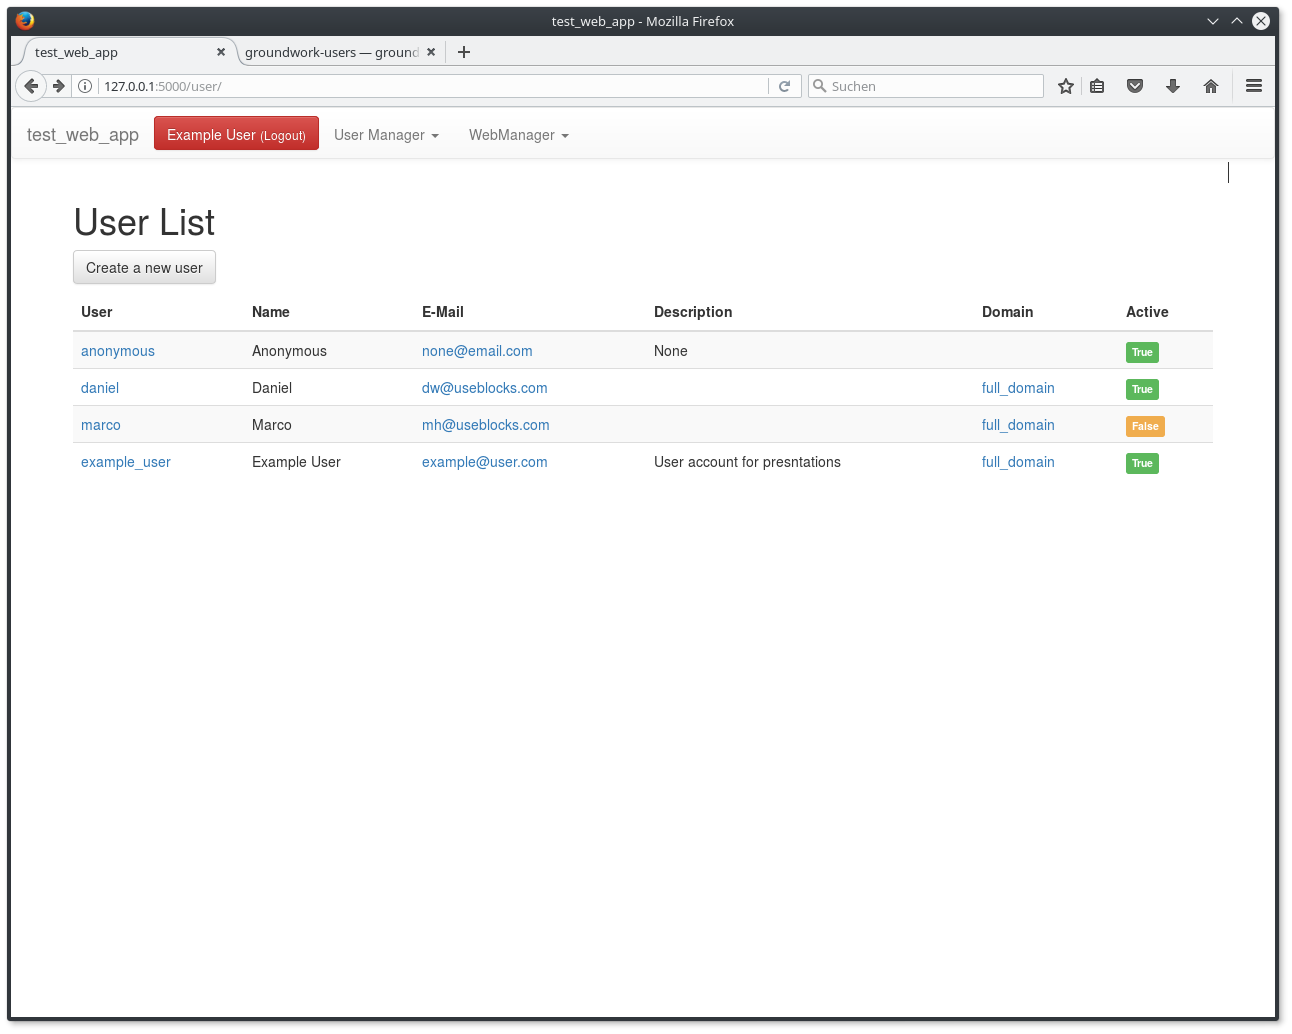 test_web_app - Mozilla Firefox
test_web_app groundwork-users — ground
127.0.0.1:5000/user/ Suchen
test_web_app Example User (Logout) User Manager WebManager
User List
Create a new user
User Name E-Mail Description Domain Active
anonymous Anonymous none@email.com None True
daniel Daniel dw@useblocks.com full_domain True
marco Marco mh@useblocks.com full_domain False
example_user Example User example@user.com User account for presntations full_domain True